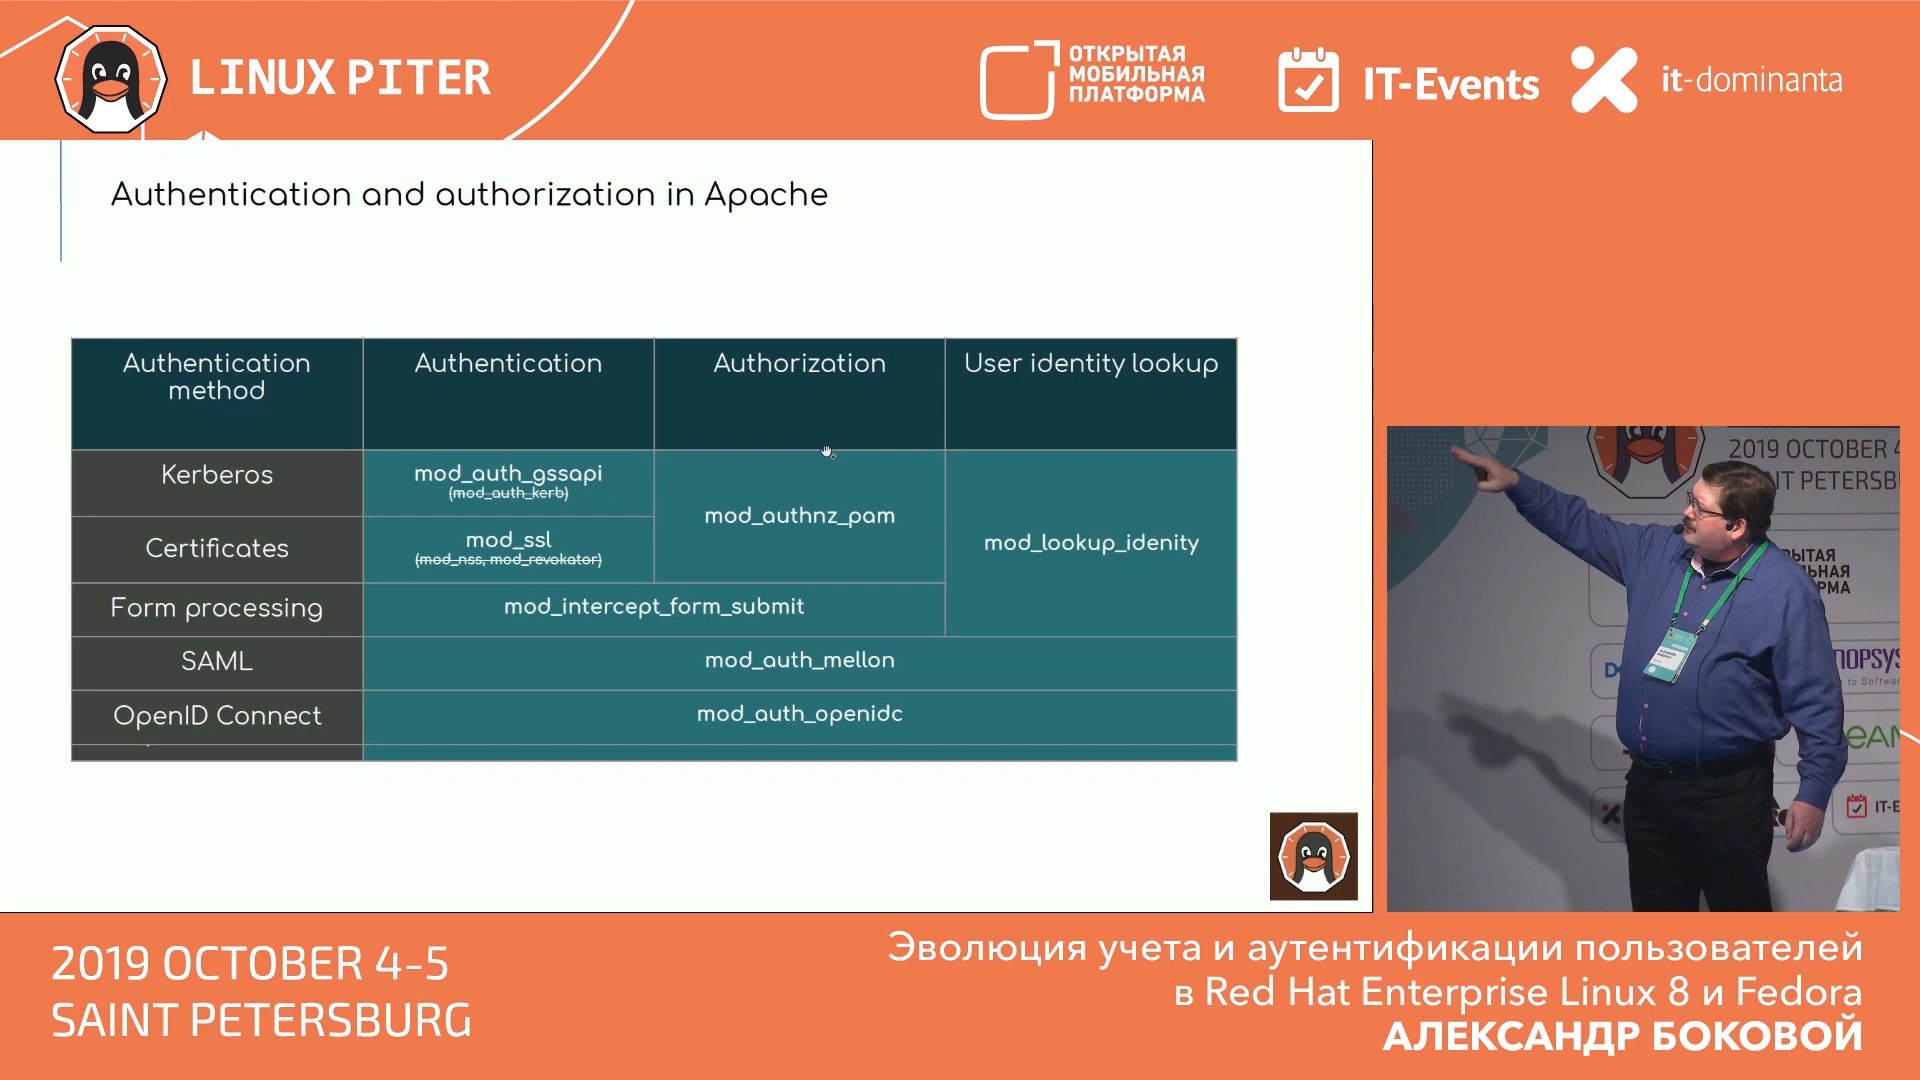 LINUX PITER
ОТКРЫТАЯ
МОБИЛЬНАЯ
ПЛАТФОРМА
IT-Events
it-dominanta
Authentication and authorization in Apache
Authentication
method
Authentication
Authorization
User identity lookup
Kerberos
mod_auth_gssapi
(mod_auth_kerb)
mod_authnz_pam
mod_lookup_idenity
Certificates
mod_ssl
(mod_nss, mod_revokator)
Form processing
mod_intercept_form_submit
SAML
mod_auth_mellon
OpenID Connect
mod_auth_openidc
2019 OCTOBER 4
SAINT PETERSBURG
2019 OCTOBER 4-5
SAINT PETERSBURG
Эволюция учета и аутентификации пользователей
в Red Hat Enterprise Linux 8 и Fedora
АЛЕКСАНДР БОКОВОЙ